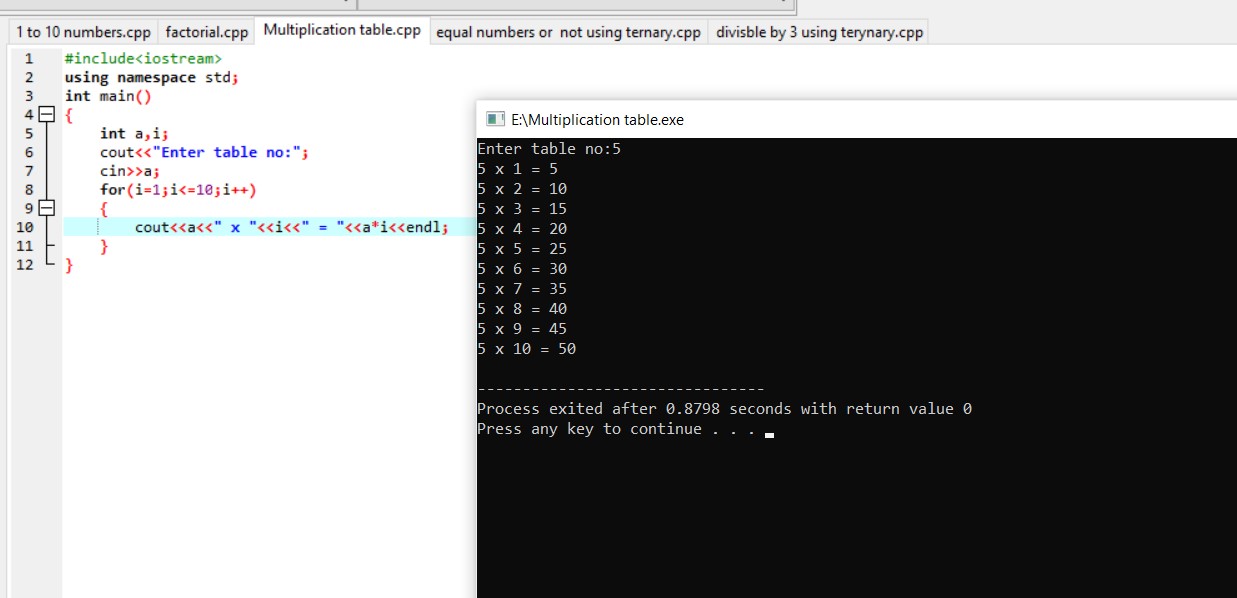 1 to 10 numbers.cpp factorial.cpp Multiplication table.cpp equal numbers or  not using ternary.cpp divisble by 3 using terynary.cpp
1 #include<iostream>
2 using namespace std;
3 int main()
4 {
5     int a,i;
6     cout<<"Enter table no:";
7     cin>>a;
8     for(i=1;i<=10;i++)
9     {
10         cout<<a<<" x "<<i<<" = "<<a*i<<endl;
11     }
12 }
E:\Multiplication table.exe
Enter table no:5
5 x 1 = 5
5 x 2 = 10
5 x 3 = 15
5 x 4 = 20
5 x 5 = 25
5 x 6 = 30
5 x 7 = 35
5 x 8 = 40
5 x 9 = 45
5 x 10 = 50
--------------------------------
Process exited after 0.8798 seconds with return value 0
Press any key to continue . . .